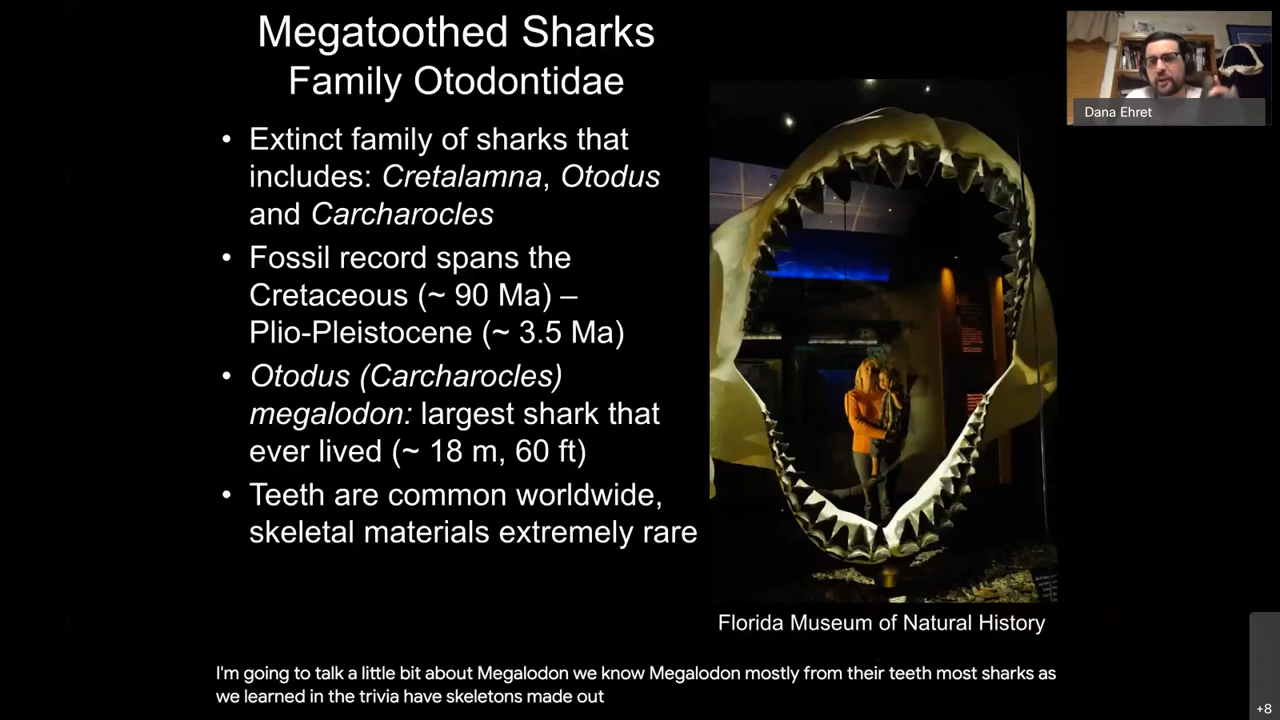 Megatoothed Sharks
Family Otodontidae
• Extinct family of sharks that
includes: Cretalamna, Otodus
and Carcharocles
• Fossil record spans the
Cretaceous (~ 90 Ma) –
Plio-Pleistocene (~ 3.5 Ma)
• Otodus (Carcharocles)
megalodon: largest shark that
ever lived (~ 18 m, 60 ft)
• Teeth are common worldwide,
skeletal materials extremely rare
Florida Museum of Natural History
Dana Ehret
I'm going to talk a little bit about Megalodon we know Megalodon mostly from their teeth most sharks as
we learned in the trivia have skeletons made out
+8